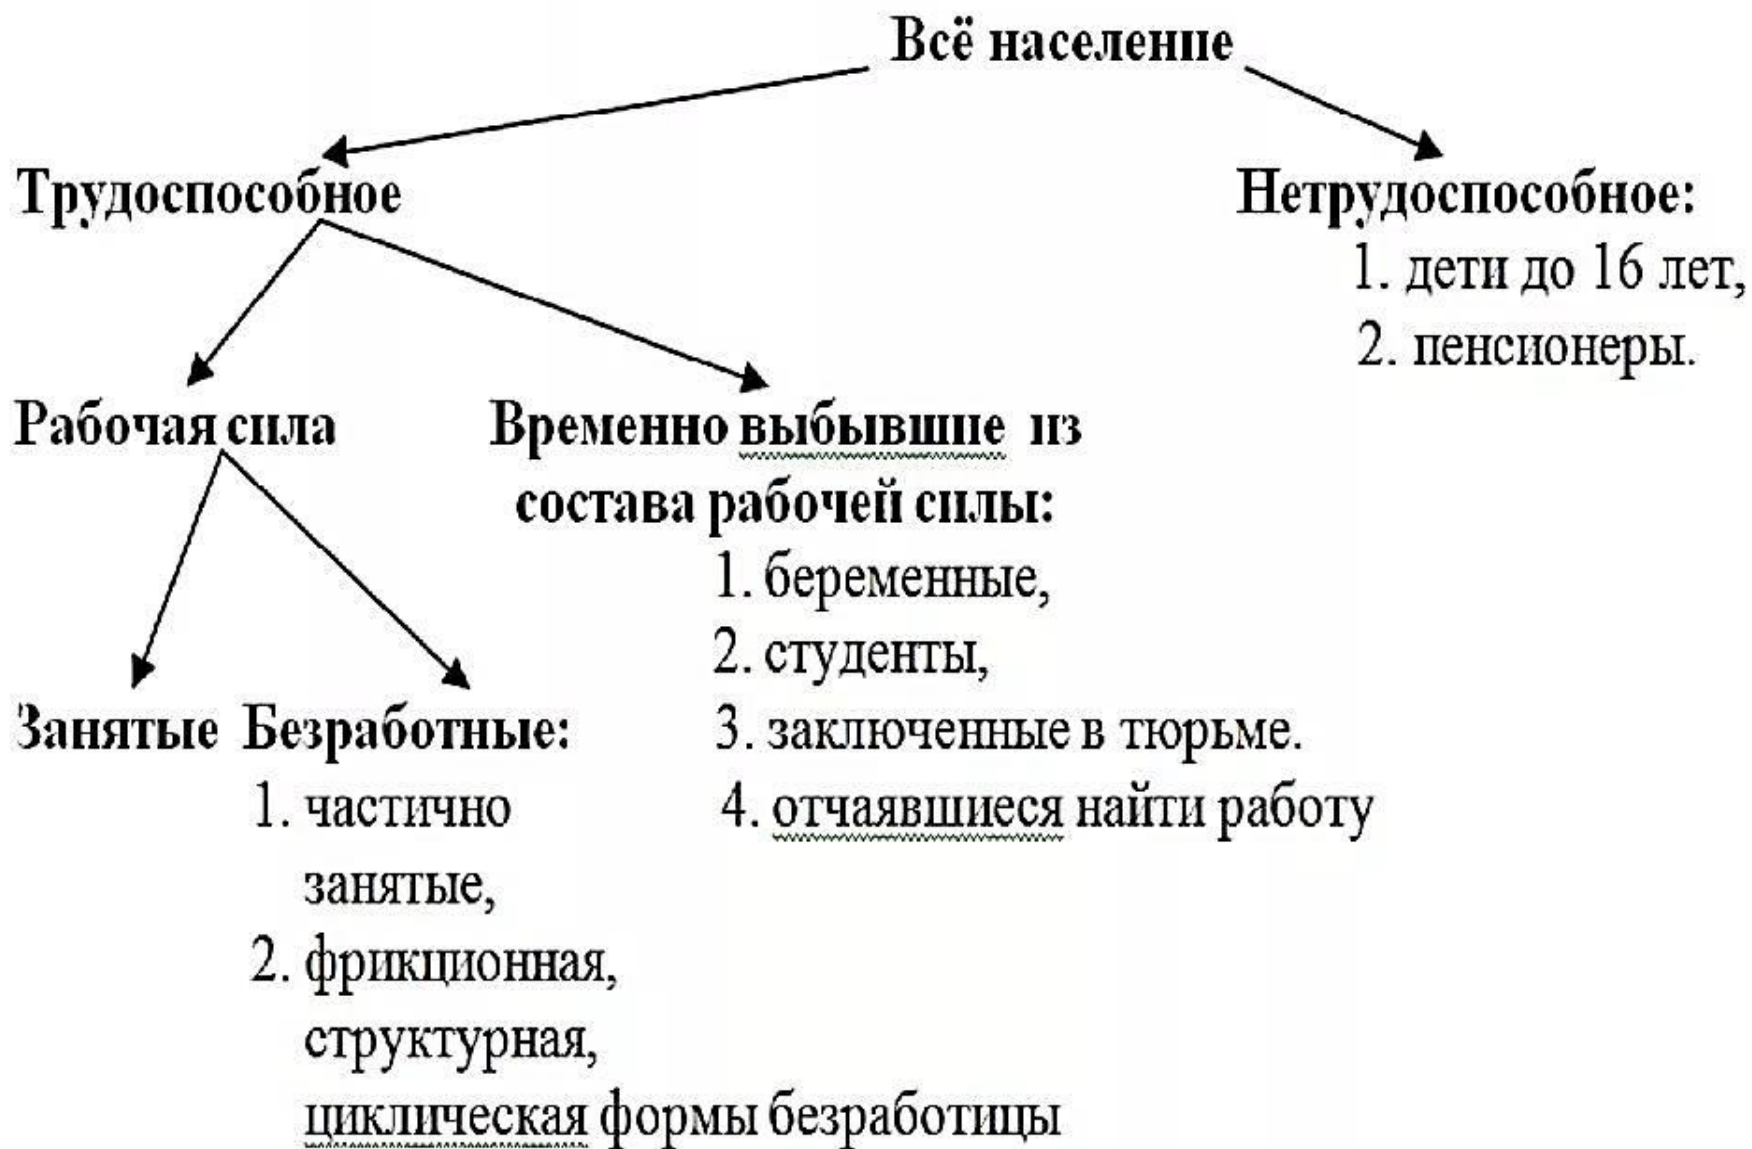 Всё население
Трудоспособное
Нетрудоспособное:
1. дети до 16 лет,
2. пенсионеры.
Рабочая сила
Временно выбывшие из
состава рабочей силы:
1. беременные,
2. студенты,
3. заключенные в тюрьме.
4. отчаявшиеся найти работу
Занятые
Безработные:
1. частично
занятые,
2. фрикционная,
структурная,
циклическая формы безработицы